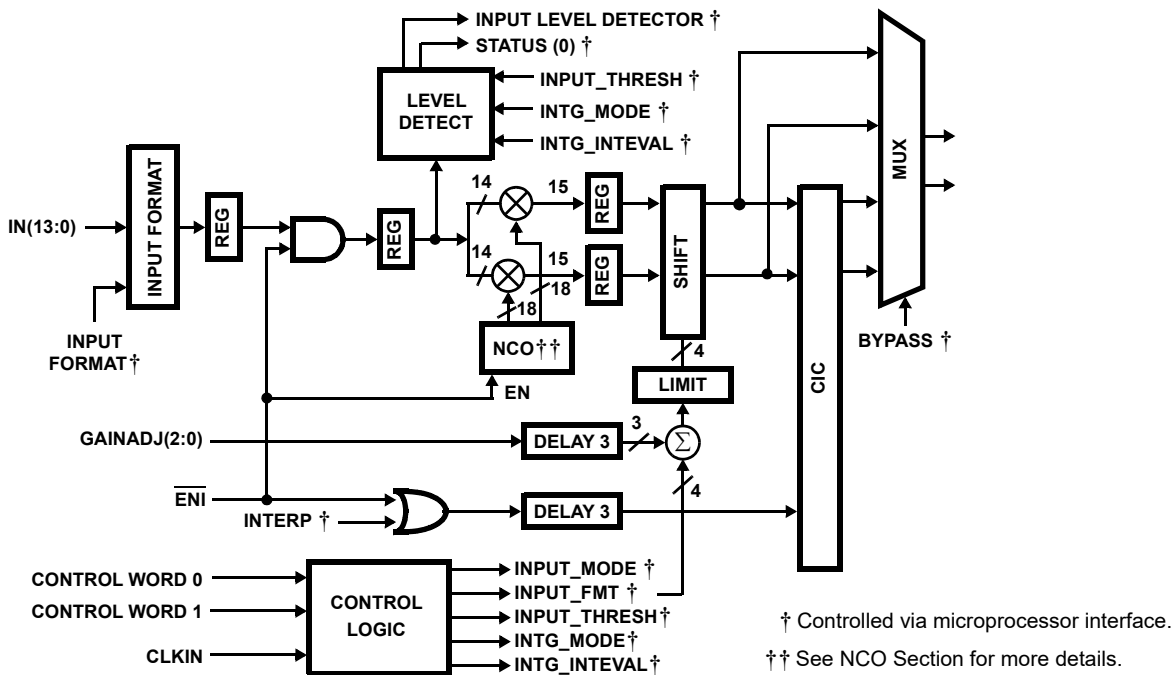 INPUT LEVEL DETECTOR †
STATUS (0) †
INPUT_THRESH †
LEVEL
DETECT
INTG_MODE †
INTG_INTEVAL †
MUX
INPUT FORMAT
14
15
REG
IN(13:0)
REG
REG
SHIFT
14
15
REG
18
18
INPUT
FORMAT †
NCO ††
4
BYPASS †
EN
LIMIT
CIC
GAINADJ(2:0)
DELAY 3
3
Σ
4
ENI
INTERP †
DELAY 3
CONTROL WORD 0
CONTROL WORD 1
CLKIN
CONTROL
LOGIC
INPUT_MODE †
INPUT_FMT †
INPUT_THRESH †
INTG_MODE †
INTG_INTEVAL †
† Controlled via microprocessor interface.
†† See NCO Section for more details.